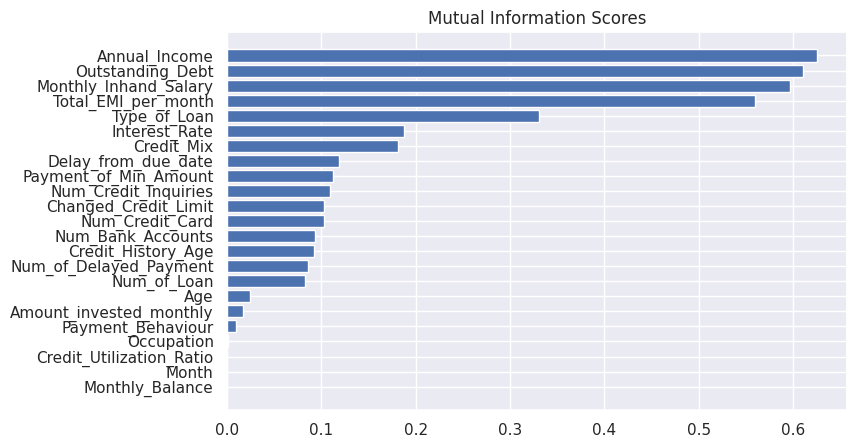 Mutual Information Scores
Annual_Income
Outstanding_Debt
Monthly_Inhand_Salary
Total_EMI_per_month
Type_of_Loan
Interest_Rate
Credit_Mix
Delay_from_due_date
Payment_of_Min_Amount
Num_Credit_Inquiries
Changed_Credit_Limit
Num_Credit_Card
Num_Bank_Accounts
Credit_History_Age
Num_of_Delayed_Payment
Num_of_Loan
Age
Amount_invested_monthly
Payment_Behaviour
Occupation
Credit_Utilization_Ratio
Month
Monthly_Balance
0.0 0.1 0.2 0.3 0.4 0.5 0.6